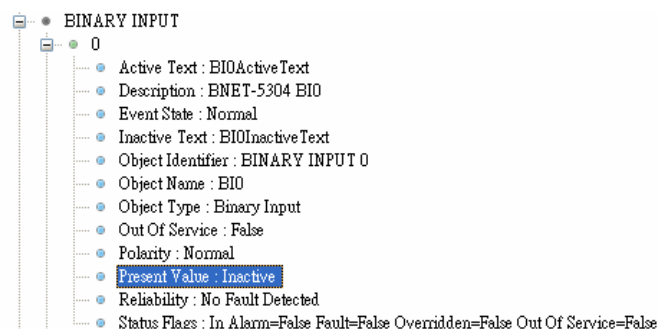 BINARY INPUT
0
Active Text : BI0ActiveText
Description : BNET-5304 BI0
Event State : Normal
Inactive Text : BI0InactiveText
Object Identifier : BINARY INPUT 0
Object Name : BI0
Object Type : Binary Input
Out Of Service : False
Polarity : Normal
Present Value : Inactive
Reliability : No Fault Detected
Status Flags : In Alarm=False Fault=False Overridden=False Out Of Service=False